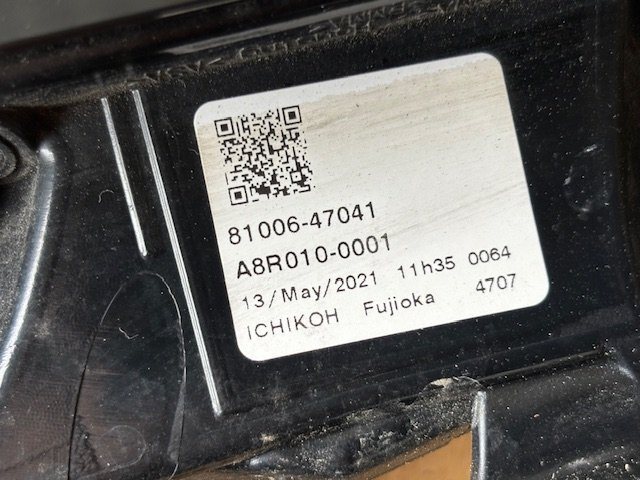 81006-47041
A8R010-0001
13/May/2021 11h35 0064
ICHIKOH Fujioka 4707